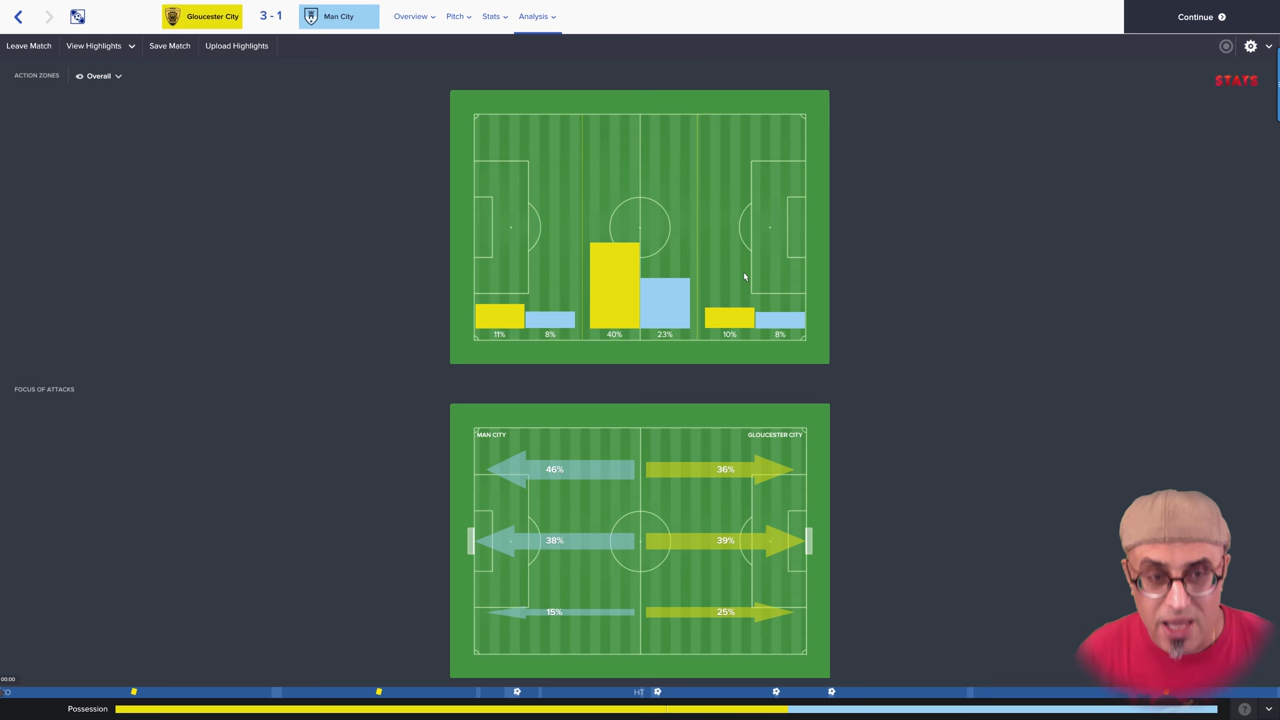 Gloucester City 3 - 1 Man City Overview Pitch Stats Analysis Continue
Leave Match View Highlights Save Match Upload Highlights
ACTION ZONES Overall
STATS
11% 8% 40% 23% 10% 8%
FOCUS OF ATTACKS
MAN CITY GLOUCESTER CITY
46% 36%
38% 39%
15% 25%
00:00
HT
Possession ?